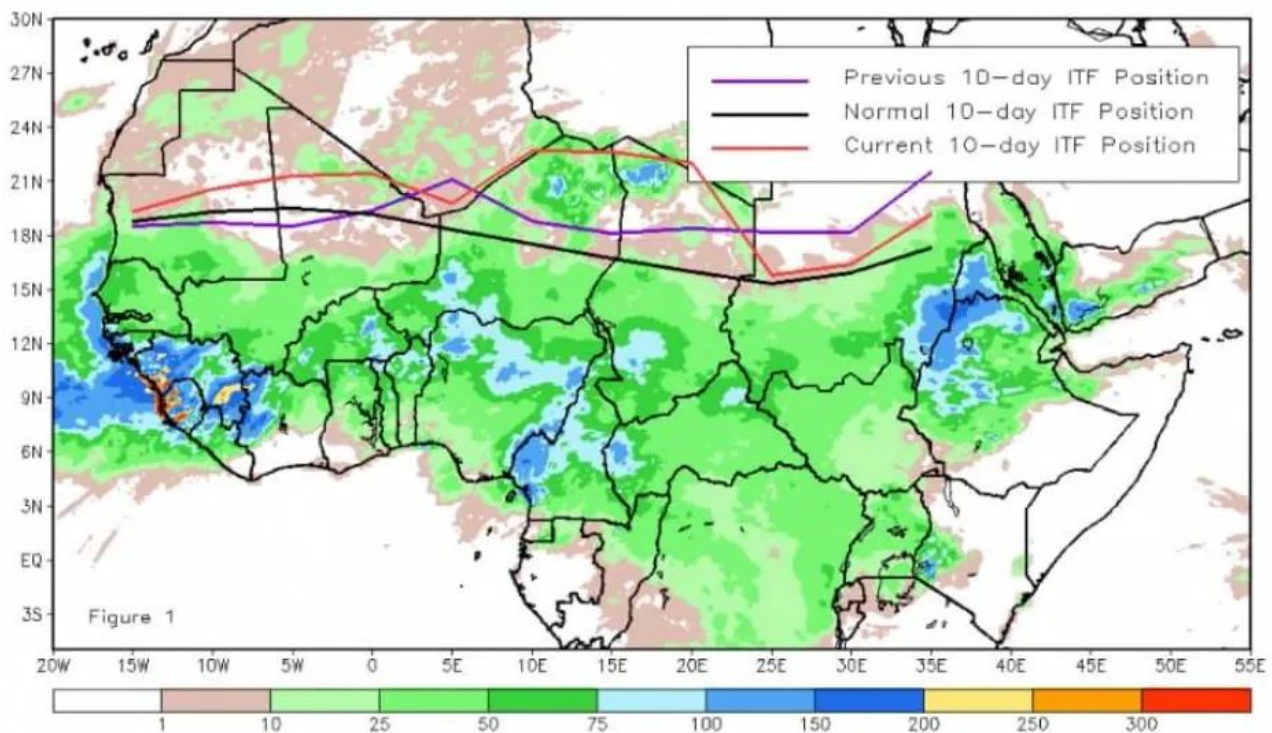 30N
27N
24N
21N
18N
15N
12N
9N
6N
3N
EQ
3S
Previous 10-day ITF Position
Normal 10-day ITF Position
Current 10-day ITF Position
Figure 1
20W 15W 10W 5W 0 5E 10E 15E 20E 25E 30E 35E 40E 45E 50E 55E
1 10 25 50 75 100 150 200 250 300